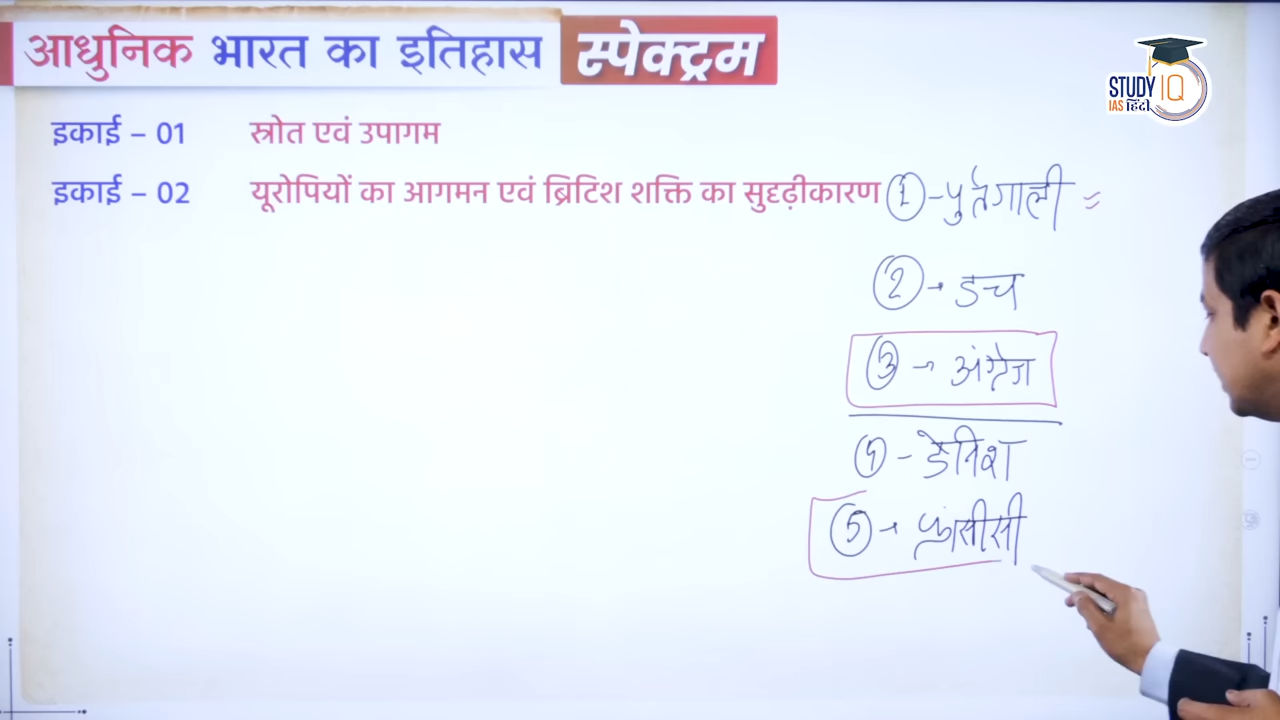 आधुनिक भारत का इतिहास स्पेक्ट्रम
STUDY IQ
IAS हिंदी
इकाई – 01 स्रोत एवं उपागम
इकाई – 02 यूरोपियों का आगमन एवं ब्रिटिश शक्ति का सुदृढ़ीकारण ① - पुर्तगाली =
② → डच
③ → अंग्रेज
④ - डेनिश
⑤ → फ्रांसीसी